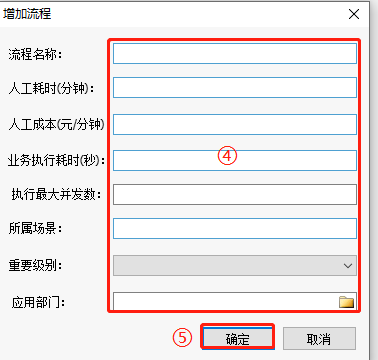 增加流程
流程名称：
人工耗时(分钟)：
人工成本(元/分钟)
业务执行耗时(秒)：
④
执行最大并发数：
所属场景：
重要级别：
应用部门：
⑤ 确定 取消